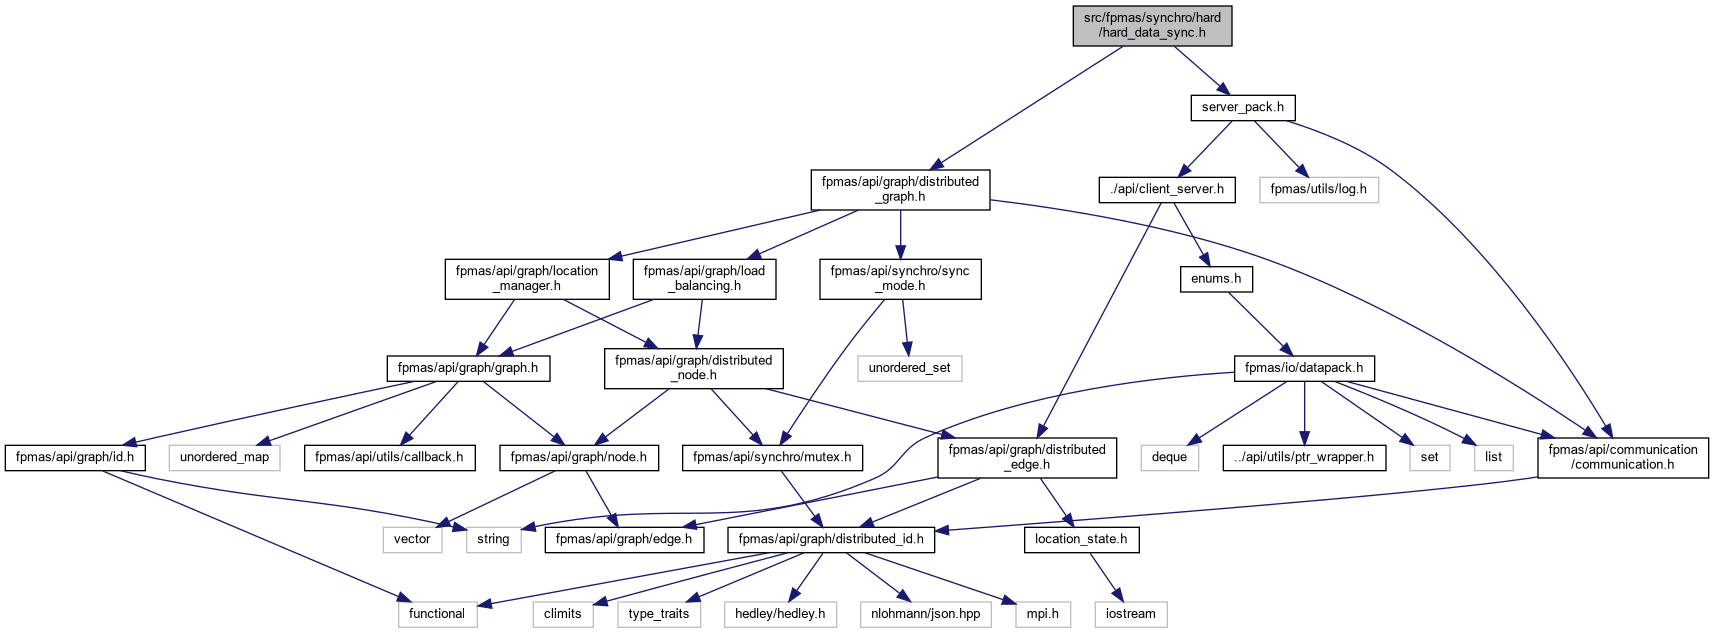 src/fpmas/synchro/hard
/hard_data_sync.h
server_pack.h
fpmas/api/graph/distributed
_graph.h
./api/client_server.h
fpmas/utils/log.h
fpmas/api/graph/location
_manager.h
fpmas/api/graph/load
_balancing.h
fpmas/api/synchro/sync
_mode.h
enums.h
fpmas/api/graph/graph.h
fpmas/api/graph/distributed
_node.h
unordered_set
fpmas/io/datapack.h
fpmas/api/graph/id.h
unordered_map
fpmas/api/utils/callback.h
fpmas/api/graph/node.h
fpmas/api/synchro/mutex.h
fpmas/api/graph/distributed
_edge.h
deque
../api/utils/ptr_wrapper.h
set
list
fpmas/api/communication
/communication.h
vector
string
fpmas/api/graph/edge.h
fpmas/api/graph/distributed_id.h
location_state.h
functional
climits
type_traits
hedley/hedley.h
nlohmann/json.hpp
mpi.h
iostream